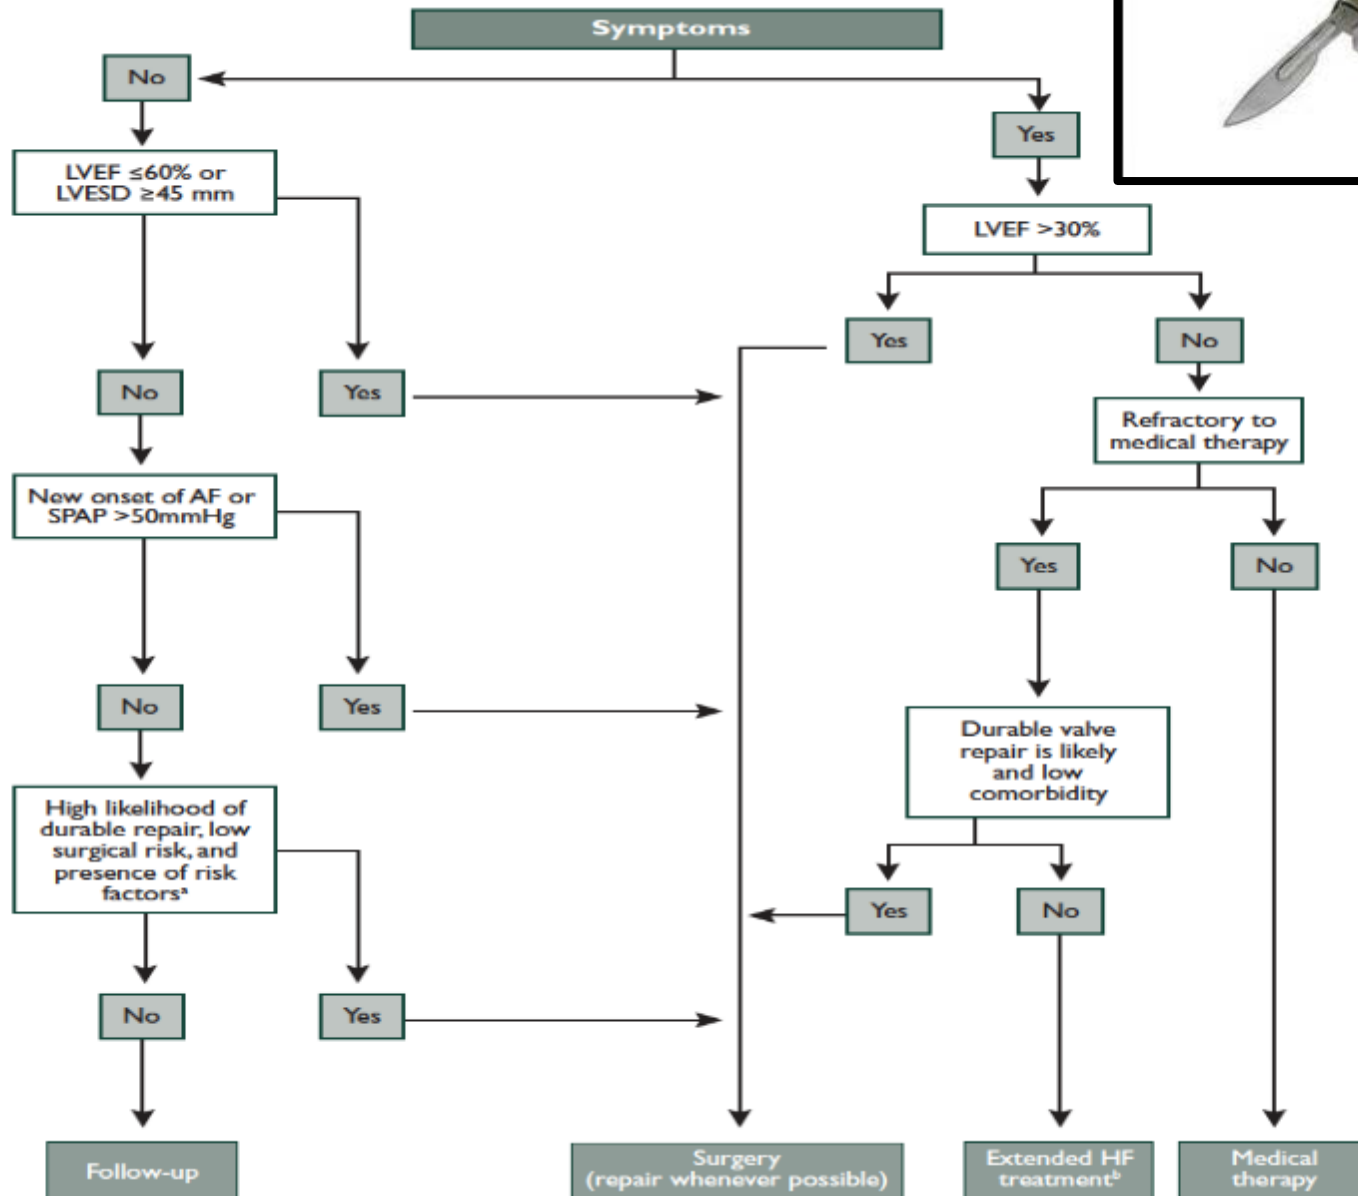 Symptoms
No
Yes
LVEF ≤60% or
LVESD ≥45 mm
LVEF >30%
Yes
No
No
Yes
Refractory to
medical therapy
New onset of AF or
SPAP >50mmHg
Yes
No
No
Yes
Durable valve
repair is likely
and low
comorbidity
High likelihood of
durable repair, low
surgical risk, and
presence of risk
factorsᵃ
Yes
No
No
Yes
Follow-up
Surgery
(repair whenever possible)
Extended HF
treatmentᵇ
Medical
therapy